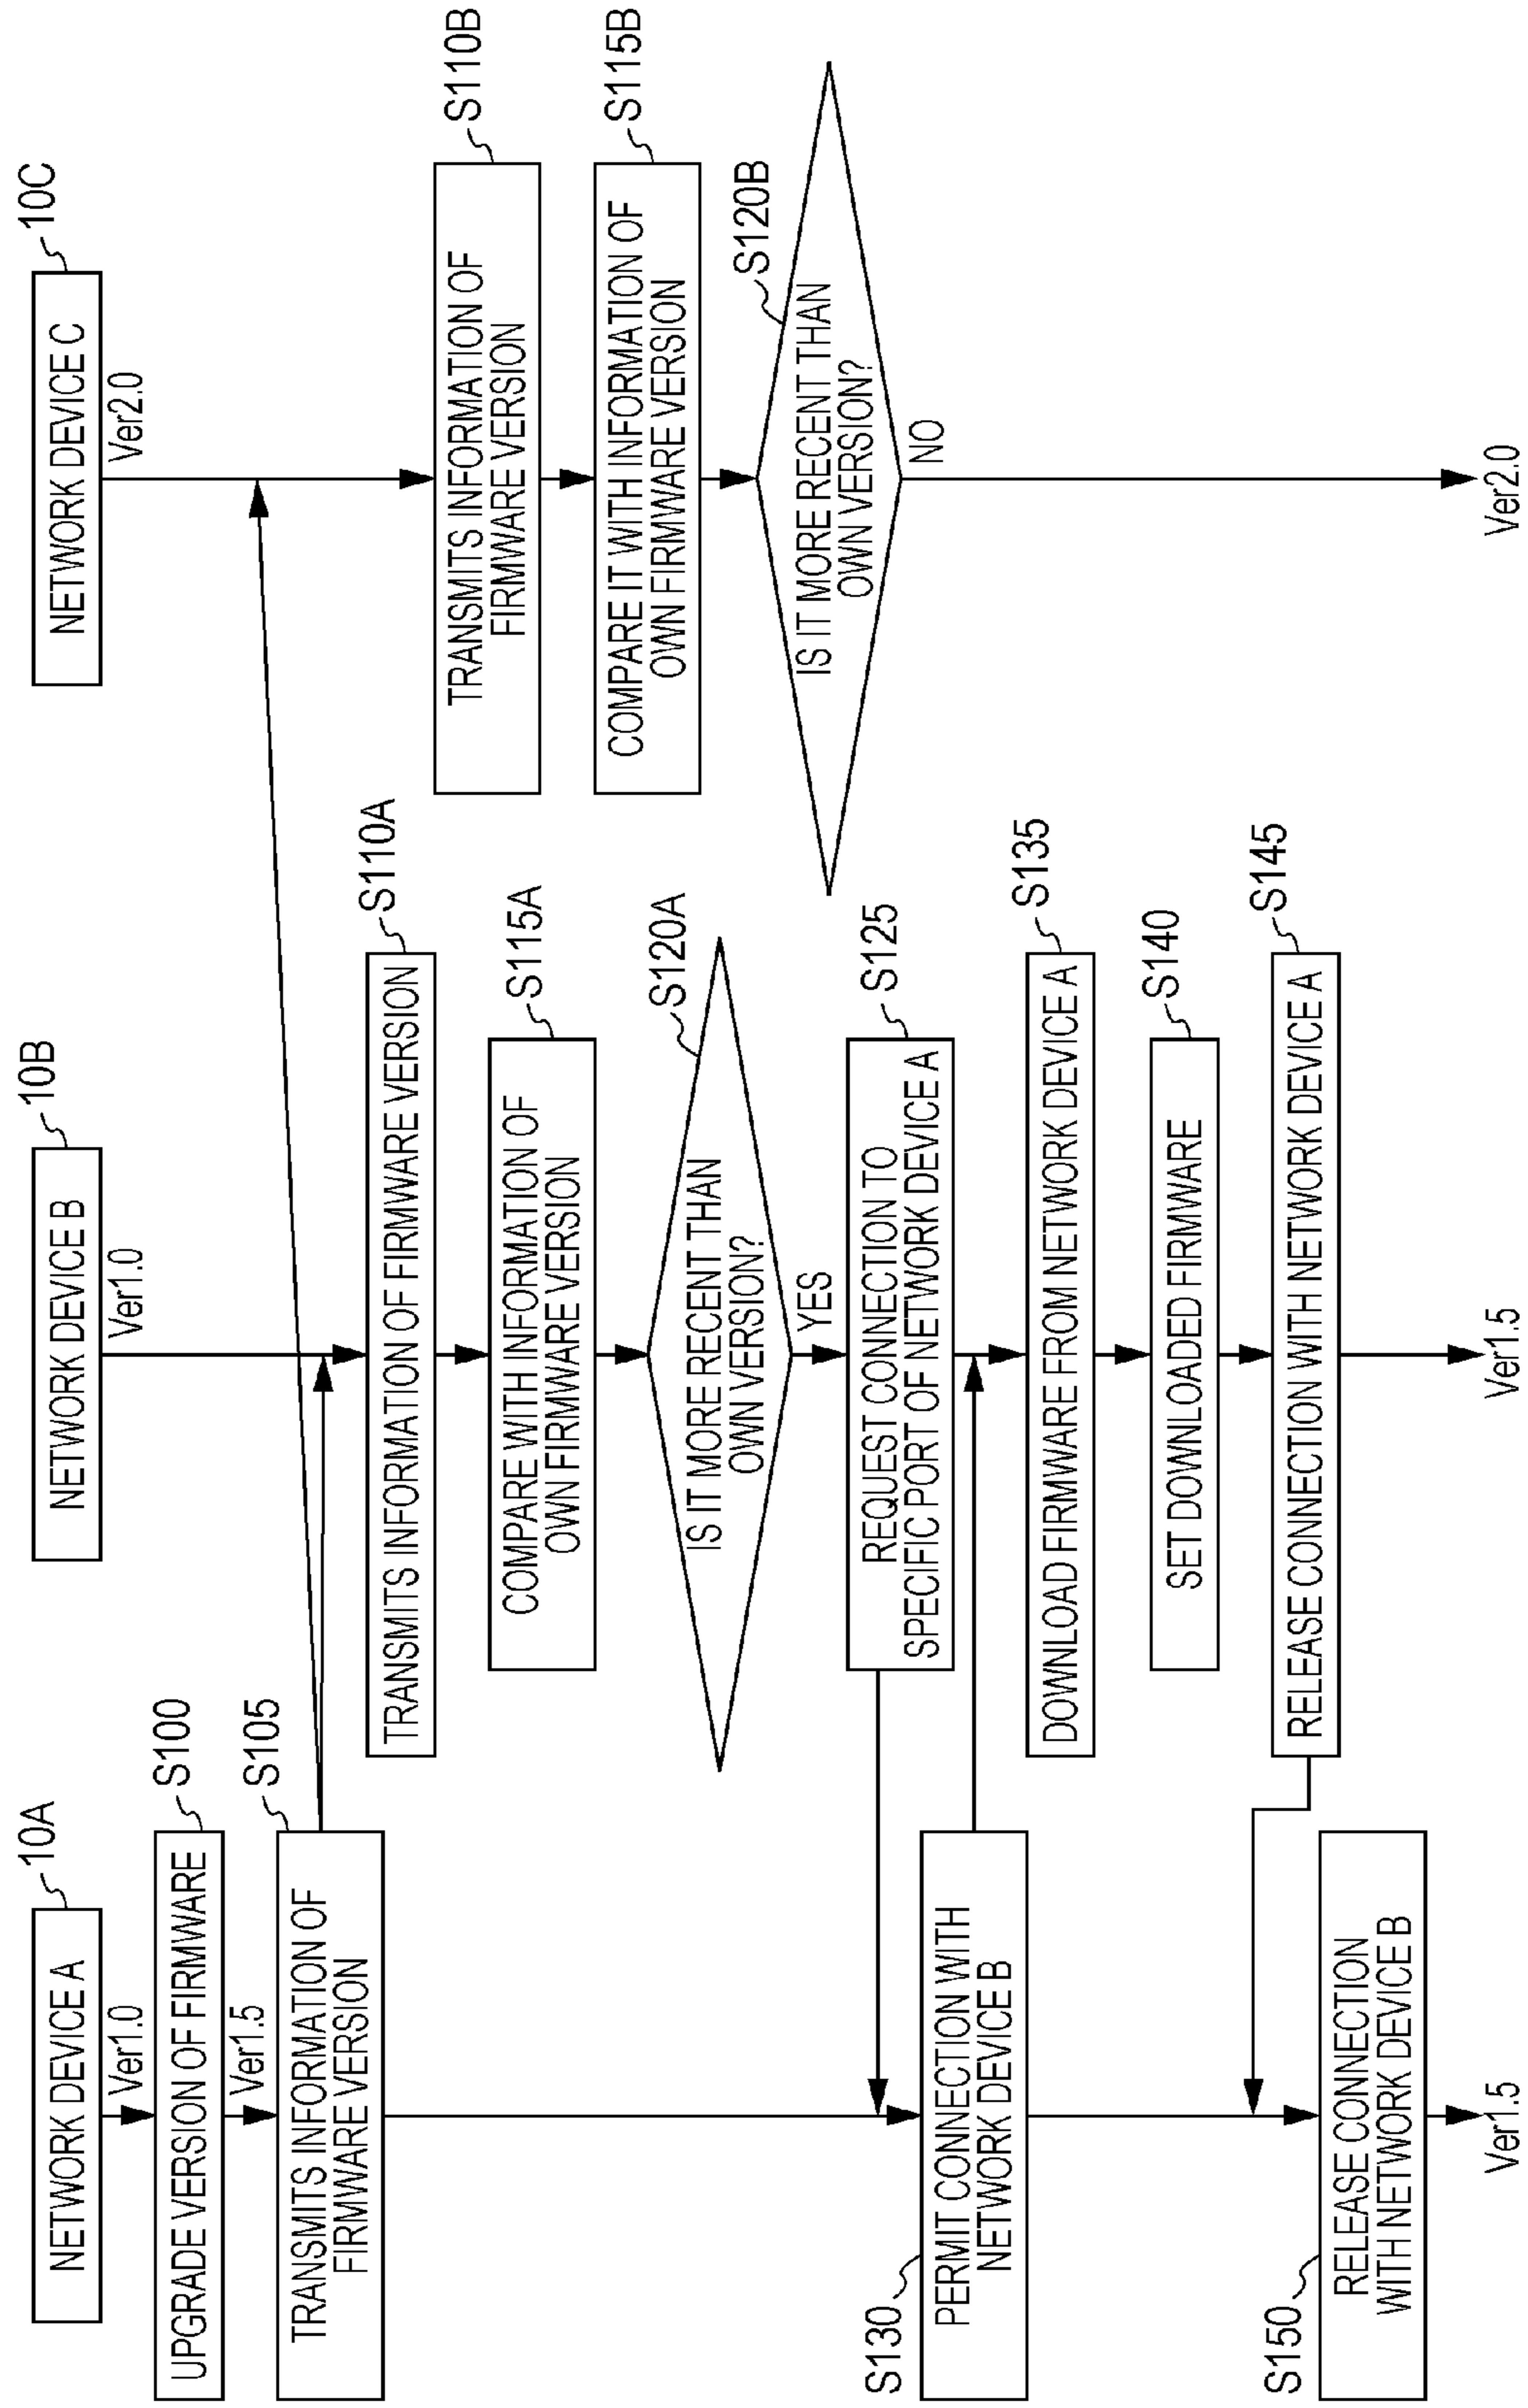 10A
NETWORK DEVICE A
Ver1.0
S100
UPGRADE VERSION OF FIRMWARE
Ver1.5
S105
TRANSMITS INFORMATION OF
FIRMWARE VERSION
S130
PERMIT CONNECTION WITH
NETWORK DEVICE B
S150
RELEASE CONNECTION
WITH NETWORK DEVICE B
Ver1.5
10B
NETWORK DEVICE B
Ver1.0
S110A
TRANSMITS INFORMATION OF FIRMWARE VERSION
S115A
COMPARE WITH INFORMATION OF
OWN FIRMWARE VERSION
S120A
IS IT MORE RECENT THAN
OWN VERSION?
YES
S125
REQUEST CONNECTION TO
SPECIFIC PORT OF NETWORK DEVICE A
S135
DOWNLOAD FIRMWARE FROM NETWORK DEVICE A
S140
SET DOWNLOADED FIRMWARE
S145
RELEASE CONNECTION WITH NETWORK DEVICE A
Ver1.5
10C
NETWORK DEVICE C
Ver2.0
S110B
TRANSMITS INFORMATION OF
FIRMWARE VERSION
S115B
COMPARE IT WITH INFORMATION OF
OWN FIRMWARE VERSION
S120B
IS IT MORE RECENT THAN
OWN VERSION?
NO
Ver2.0